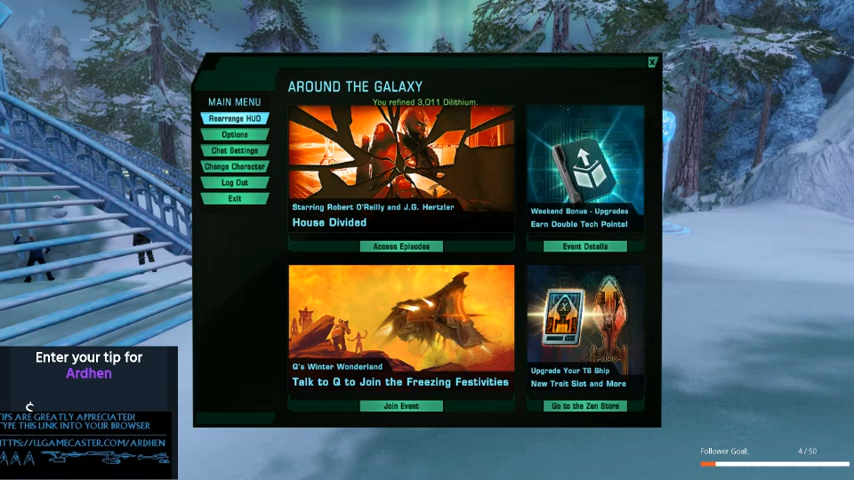 AROUND THE GALAXY
MAIN MENU
You refined 3,011 Dilithium.
Rearrange HUD
Options
Chat Settings
Change Character
Log Out
Exit
Starring Robert O'Reilly and J.G. Hertzler
House Divided
Access Episodes
Weekend Bonus - Upgrades
Earn Double Tech Points!
Event Details
Q's Winter Wonderland
Talk to Q to Join the Freezing Festivities
Join Event
Upgrade Your T6 Ship
New Trait Slot and More
Go to the Zen Store
Enter your tip for
Ardhen
TIPS ARE GREATLY APPRECIATED!
TYPE THIS LINK INTO YOUR BROWSER
HTTPS://LLGAMECASTER.COM/ARDHEN
Follower Goal:
4 / 50
X